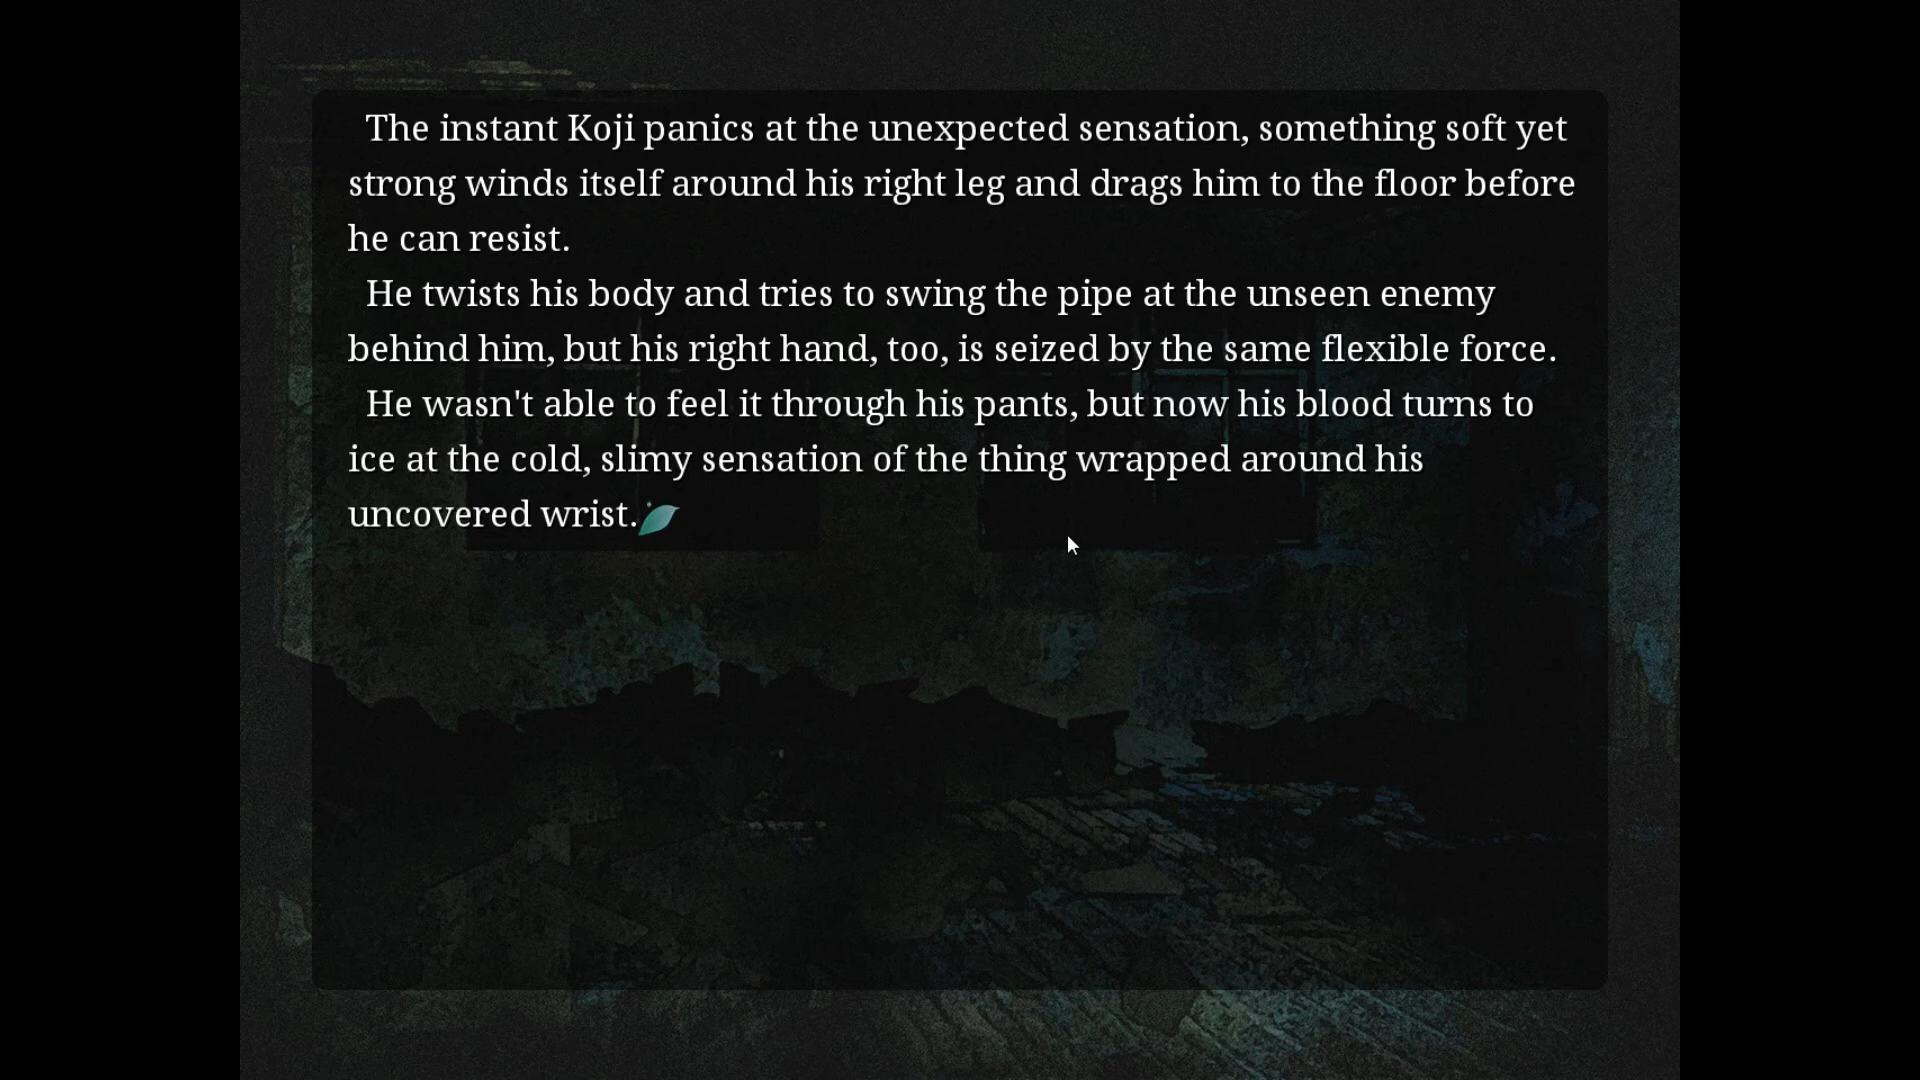 The instant Koji panics at the unexpected sensation, something soft yet
strong winds itself around his right leg and drags him to the floor before
he can resist.
He twists his body and tries to swing the pipe at the unseen enemy
behind him, but his right hand, too, is seized by the same flexible force.
He wasn't able to feel it through his pants, but now his blood turns to
ice at the cold, slimy sensation of the thing wrapped around his
uncovered wrist.